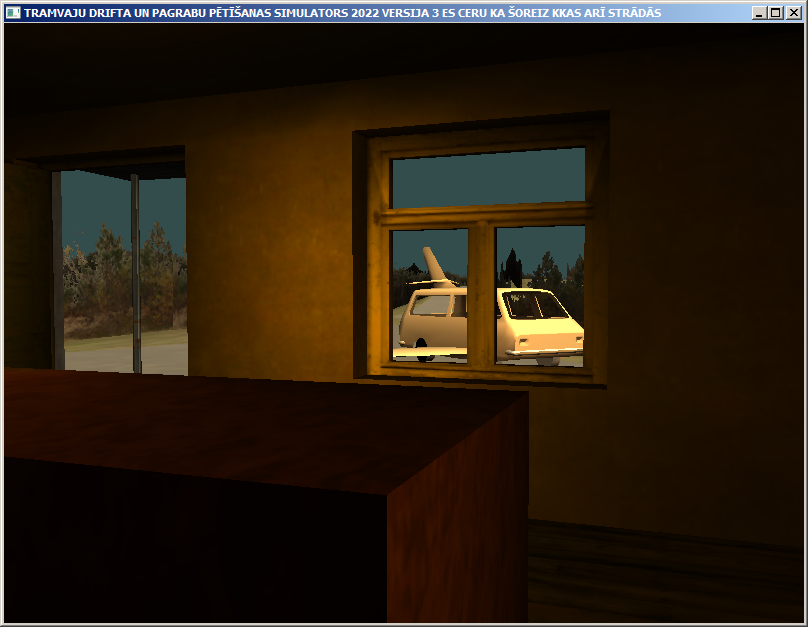 TRAMVAJU DRIFTA UN PAGRABU PĒTĪŠANAS SIMULATORS 2022 VERSIJA 3 ES CERU KA ŠOREIZ KKAS ARĪ STRĀDĀS